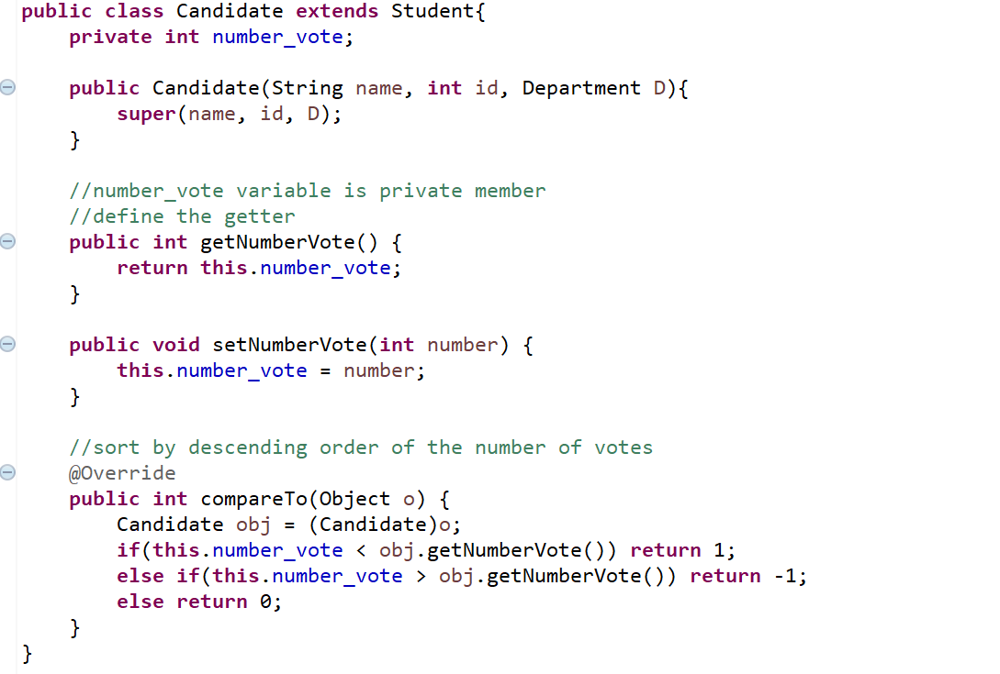 public class Candidate extends Student{
    private int number_vote;

    public Candidate(String name, int id, Department D){
        super(name, id, D);
    }

    //number_vote variable is private member
    //define the getter
    public int getNumberVote() {
        return this.number_vote;
    }

    public void setNumberVote(int number) {
        this.number_vote = number;
    }

    //sort by descending order of the number of votes
    @Override
    public int compareTo(Object o) {
        Candidate obj = (Candidate)o;
        if(this.number_vote < obj.getNumberVote()) return 1;
        else if(this.number_vote > obj.getNumberVote()) return -1;
        else return 0;
    }
}